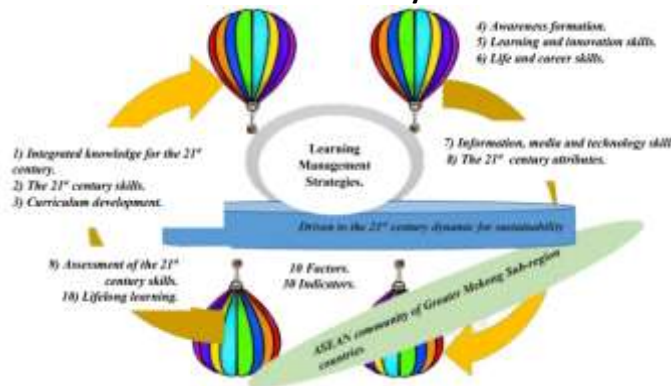 4) Awareness formation.
5) Learning and innovation skills.
6) Life and career skills.
Learning
Management
Strategies.
1) Integrated knowledge for the 21st
century.
2) The 21st century skills.
3) Curriculum development.
7) Information, media and technology skill
8) The 21st century attributes.
Driven to the 21st century dynamic for sustainability
9) Assessment of the 21st
century skills.
10) Lifelong learning.
10 Factors.
30 Indicators.
ASEAN community of Greater Mekong Sub-region
countries